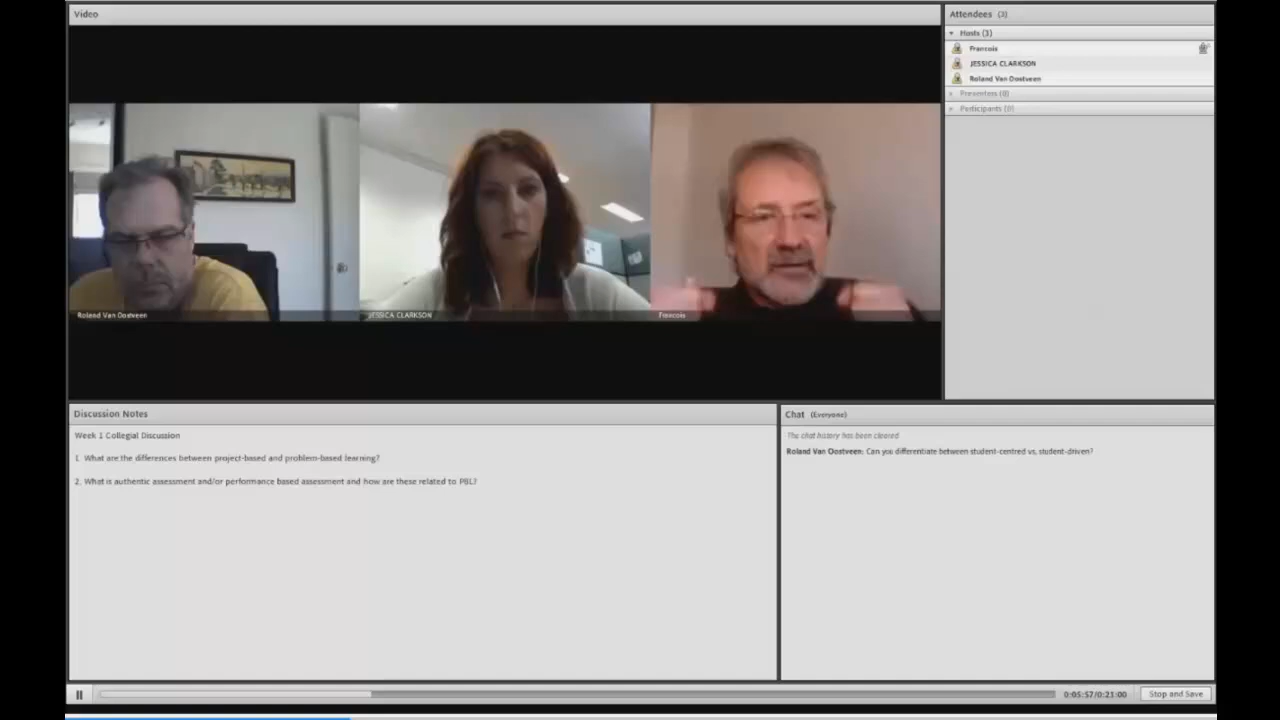 Video
Attendees (3)
Hosts (3)
Francois
JESSICA CLARKSON
Roland Van Oostveen
Presenters (0)
Participants (0)
Roland Van Oostveen
JESSICA CLARKSON
Francois
Discussion Notes
Week 1 Collegial Discussion
1. What are the differences between project-based and problem-based learning?
2. What is authentic assessment and/or performance based assessment and how are these related to PBL?
Chat (Everyone)
The chat history has been cleared
Roland Van Oostveen: Can you differentiate between student-centred vs. student-driven?
0:05:57/0:21:00
Stop and Save